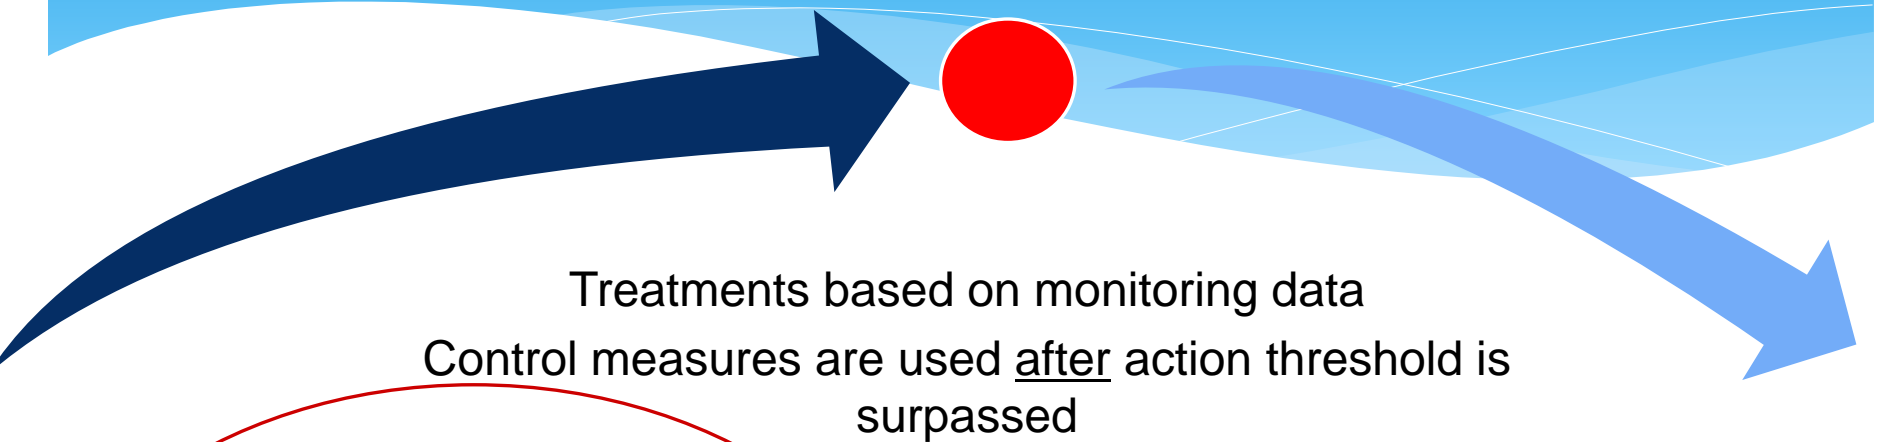 Treatments based on monitoring data
Control measures are used after action threshold is
surpassed